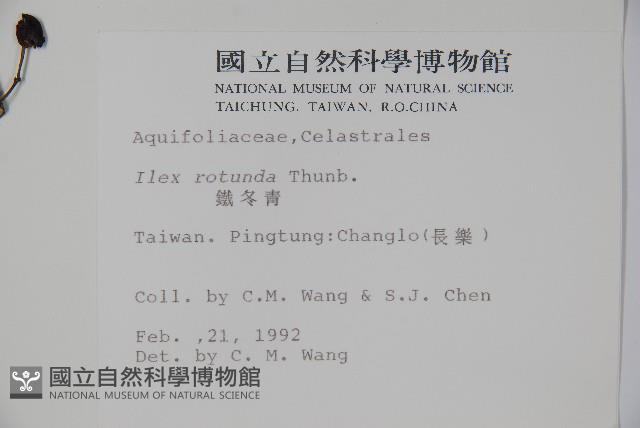 國立自然科學博物館
NATIONAL MUSEUM OF NATURAL SCIENCE
TAICHUNG, TAIWAN, R.O.CHINA
Aquifoliaceae,Celastrales
Ilex rotunda Thunb.
鐵冬青
Taiwan. Pingtung:Changlo(長樂)
Coll. by C.M. Wang & S.J. Chen
Feb. ,21, 1992
Det. by C. M. Wang
國立自然科學博物館
NATIONAL MUSEUM OF NATURAL SCIENCE